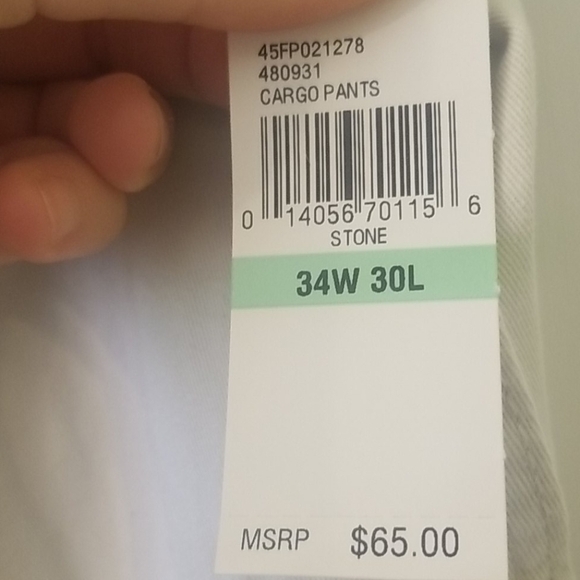 45FP021278
480931
CARGO PANTS
0 14056 70115 6
STONE
34W 30L
MSRP $65.00